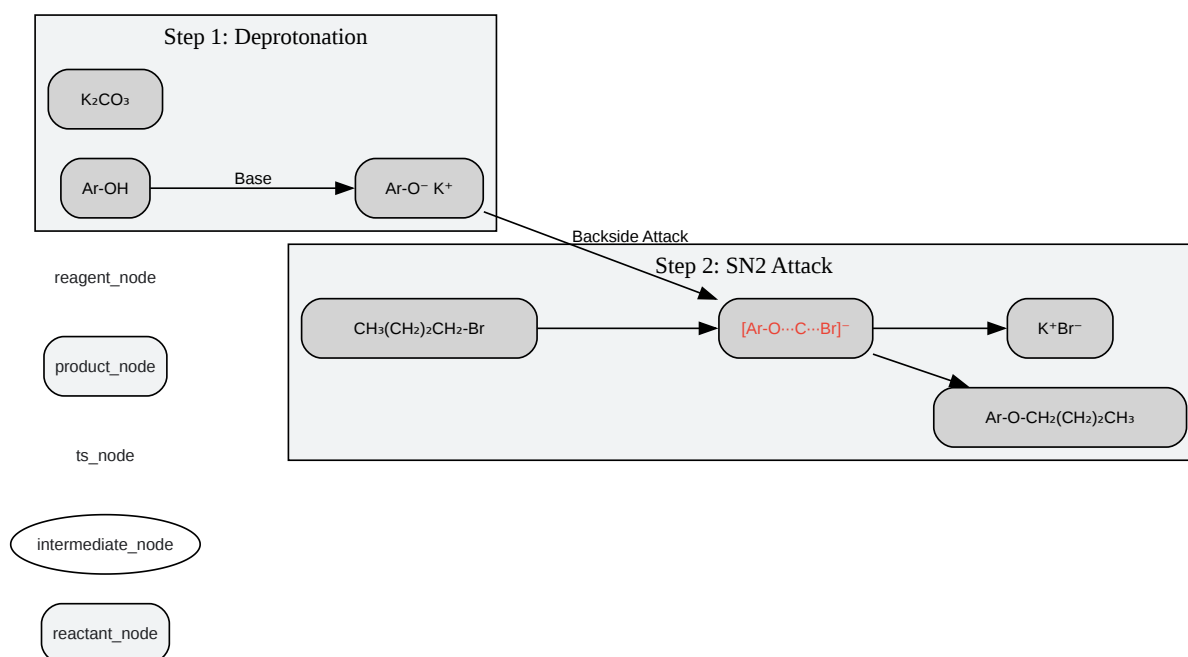 Step 1: Deprotonation
K₂CO₃
Ar-OH
Base
Ar-O⁻ K⁺
Backside Attack
Step 2: SN2 Attack
CH₃(CH₂)₂CH₂-Br
[Ar-O···C···Br]⁻
K⁺Br⁻
Ar-O-CH₂(CH₂)₂CH₃
reagent_node
product_node
ts_node
intermediate_node
reactant_node